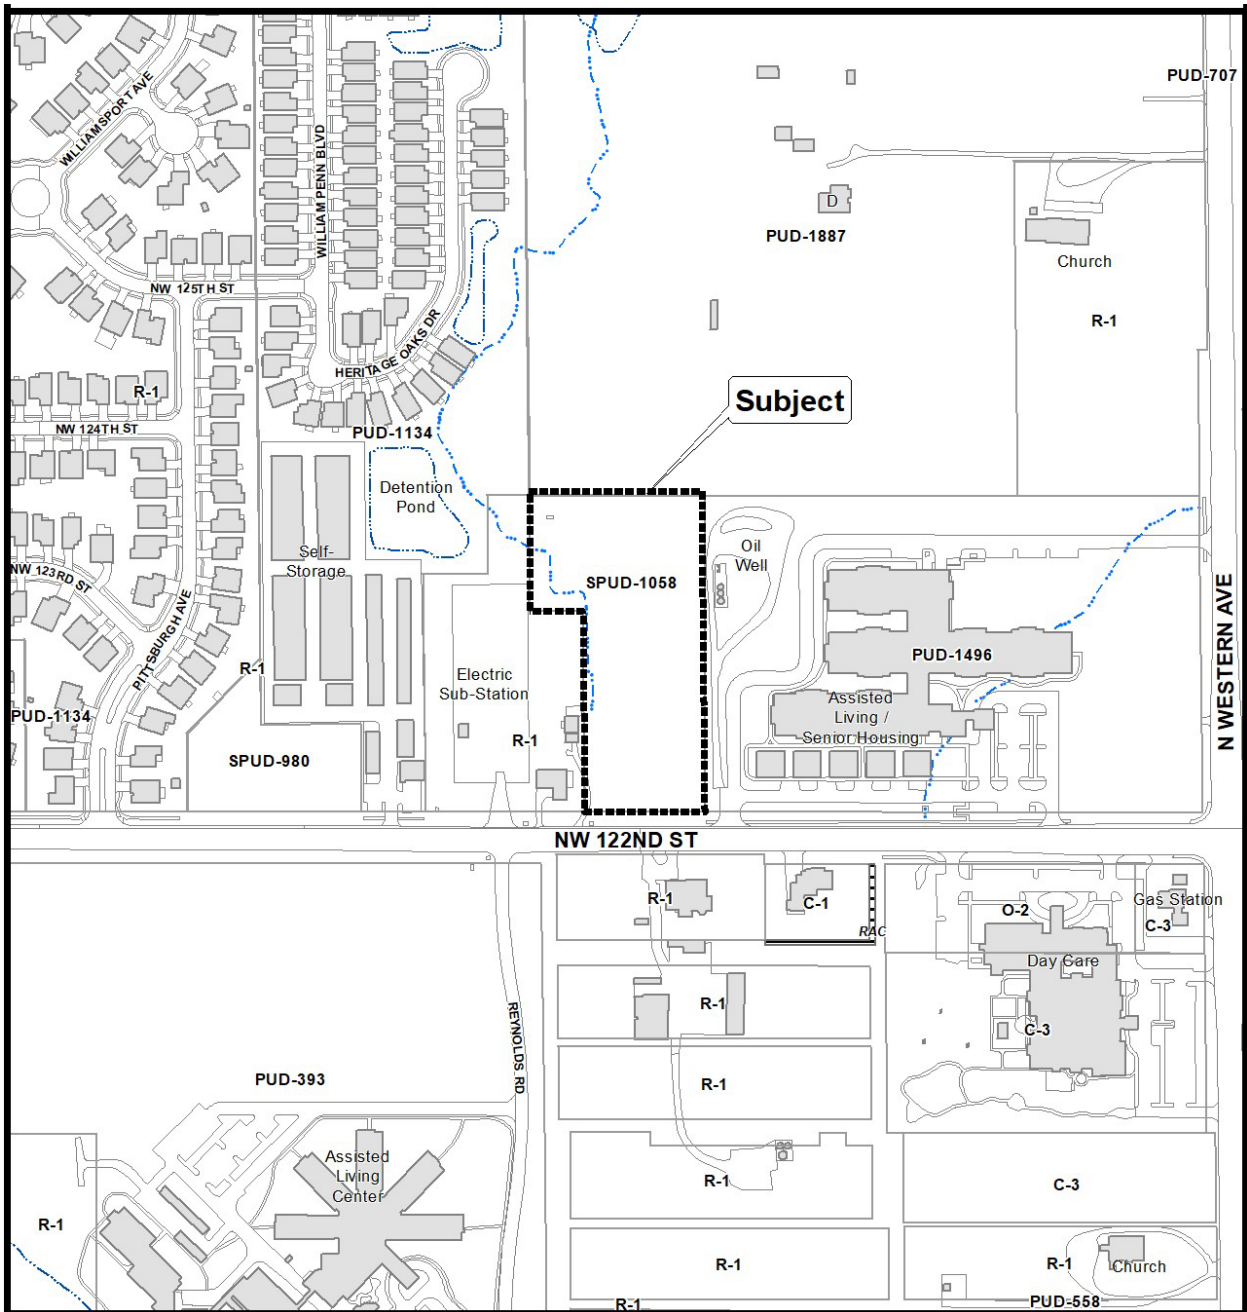 PUD-707
WILLIAMSPORT AVE
WILLIAM PENN BLVD
D
PUD-1887
Church
NW 125TH ST
R-1
HERITAGE OAKS DR
R-1
Subject
NW 124TH ST
PUD-1134
Detention
Pond
Self-
Storage
Oil
Well
NW 123RD ST
SPUD-1058
PITTSBURGH AVE
R-1
Electric
Sub-Station
PUD-1496
N WESTERN AVE
PUD-1134
Assisted
Living /
Senior Housing
R-1
SPUD-980
NW 122ND ST
R-1
C-1
RAC
O-2
Gas Station
C-3
Day Care
R-1
C-3
REYNOLDS RD
PUD-393
R-1
Assisted
Living
Center
R-1
C-3
R-1
R-1
R-1
Church
R-1
PUD-558